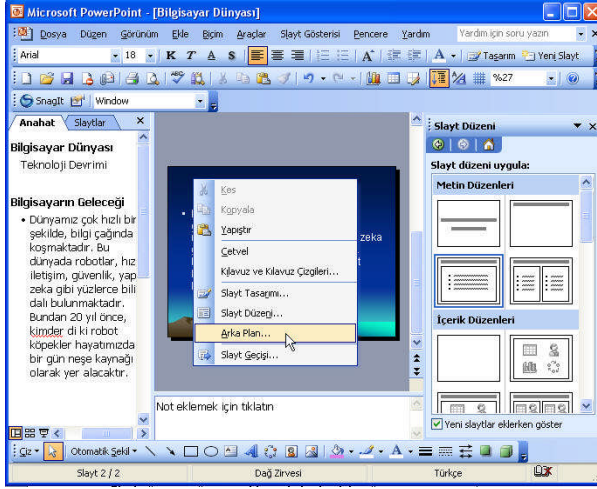 Microsoft PowerPoint - [Bilgisayar Dünyası]
Dosya Düzen Görünüm Ekle Biçim Araçlar Slayt Gösterisi Pencere Yardım Yardım için soru yazın
Arial 18 K T A S A Tasarım Yeni Slayt
%27
SnagIt Window
Anahat Slaytlar
Bilgisayar Dünyası
Teknoloji Devrimi
Bilgisayarın Geleceği
• Dünyamız çok hızlı bir
şekilde, bilgi çağında
koşmaktadır. Bu
dünyada robotlar, hız
iletişim, güvenlik, yap
zeka gibi yüzlerce bili
dalı bulunmaktadır.
Bundan 20 yıl önce,
kimder di ki robot
köpekler hayatımızda
bir gün neşe kaynağı
olarak yer alacaktır.
zeka
Kes
Kopyala
Yapıştır
Cetvel
Kılavuz ve Kılavuz Çizgileri...
Slayt Tasarımı...
Slayt Düzeni...
Arka Plan...
Slayt Geçişi...
Not eklemek için tıklatın
Slayt Düzeni
Slayt düzeni uygula:
Metin Düzenleri
İçerik Düzenleri
Yeni slaytlar eklerken göster
Çiz Otomatik Şekil
Slayt 2 / 2 Dağ Zirvesi Türkçe